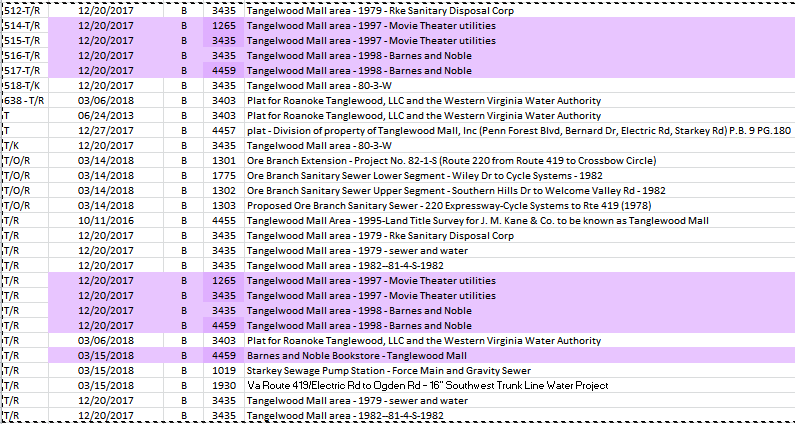 512-T/R 12/20/2017 B 3435 Tangelwood Mall area - 1979 - Rke Sanitary Disposal Corp
514-T/R 12/20/2017 B 1265 Tangelwood Mall area - 1997 - Movie Theater utilities
515-T/R 12/20/2017 B 3435 Tangelwood Mall area - 1997 - Movie Theater utilities
516-T/R 12/20/2017 B 3435 Tangelwood Mall area - 1998 - Barnes and Noble
517-T/R 12/20/2017 B 4459 Tangelwood Mall area - 1998 - Barnes and Noble
518-T/K 12/20/2017 B 3435 Tangelwood Mall area - 80-3-W
638 - T/R 03/06/2018 B 3403 Plat for Roanoke Tanglewood, LLC and the Western Virginia Water Authority
T 06/24/2013 B 3403 Plat for Roanoke Tanglewood, LLC and the Western Virginia Water Authority
T 12/27/2017 B 4457 plat - Division of property of Tanglewood Mall, Inc (Penn Forest Blvd, Bernard Dr, Electric Rd, Starkey Rd) P.B. 9 PG.180
T/K 12/20/2017 B 3435 Tangelwood Mall area - 80-3-W
T/O/R 03/14/2018 B 1301 Ore Branch Extension - Project No. 82-1-S (Route 220 from Route 419 to Crossbow Circle)
T/O/R 03/14/2018 B 1775 Ore Branch Sanitary Sewer Lower Segment - Wiley Dr to Cycle Systems - 1982
T/O/R 03/14/2018 B 1302 Ore Branch Sanitary Sewer Upper Segment - Southern Hills Dr to Welcome Valley Rd - 1982
T/O/R 03/14/2018 B 1303 Proposed Ore Branch Sanitary Sewer - 220 Expressway-Cycle Systems to Rte 419 (1978)
T/R 10/11/2016 B 4455 Tanglewood Mall Area - 1995-Land Title Survey for J. M. Kane & Co. to be known as Tanglewood Mall
T/R 12/20/2017 B 3435 Tangelwood Mall area - 1979 - Rke Sanitary Disposal Corp
T/R 12/20/2017 B 3435 Tangelwood Mall area - 1979 - sewer and water
T/R 12/20/2017 B 3435 Tangelwood Mall area - 1982--81-4-S-1982
T/R 12/20/2017 B 1265 Tangelwood Mall area - 1997 - Movie Theater utilities
T/R 12/20/2017 B 3435 Tangelwood Mall area - 1997 - Movie Theater utilities
T/R 12/20/2017 B 3435 Tangelwood Mall area - 1998 - Barnes and Noble
T/R 12/20/2017 B 4459 Tangelwood Mall area - 1998 - Barnes and Noble
T/R 03/06/2018 B 3403 Plat for Roanoke Tanglewood, LLC and the Western Virginia Water Authority
T/R 03/15/2018 B 4459 Barnes and Noble Bookstore - Tanglewood Mall
T/R 03/15/2018 B 1019 Starkey Sewage Pump Station - Force Main and Gravity Sewer
T/R 03/15/2018 B 1930 Va Route 419/Electric Rd to Ogden Rd - 16" Southwest Trunk Line Water Project
T/R 12/20/2017 B 3435 Tangelwood Mall area - 1979 - sewer and water
T/R 12/20/2017 B 3435 Tangelwood Mall area - 1982--81-4-S-1982